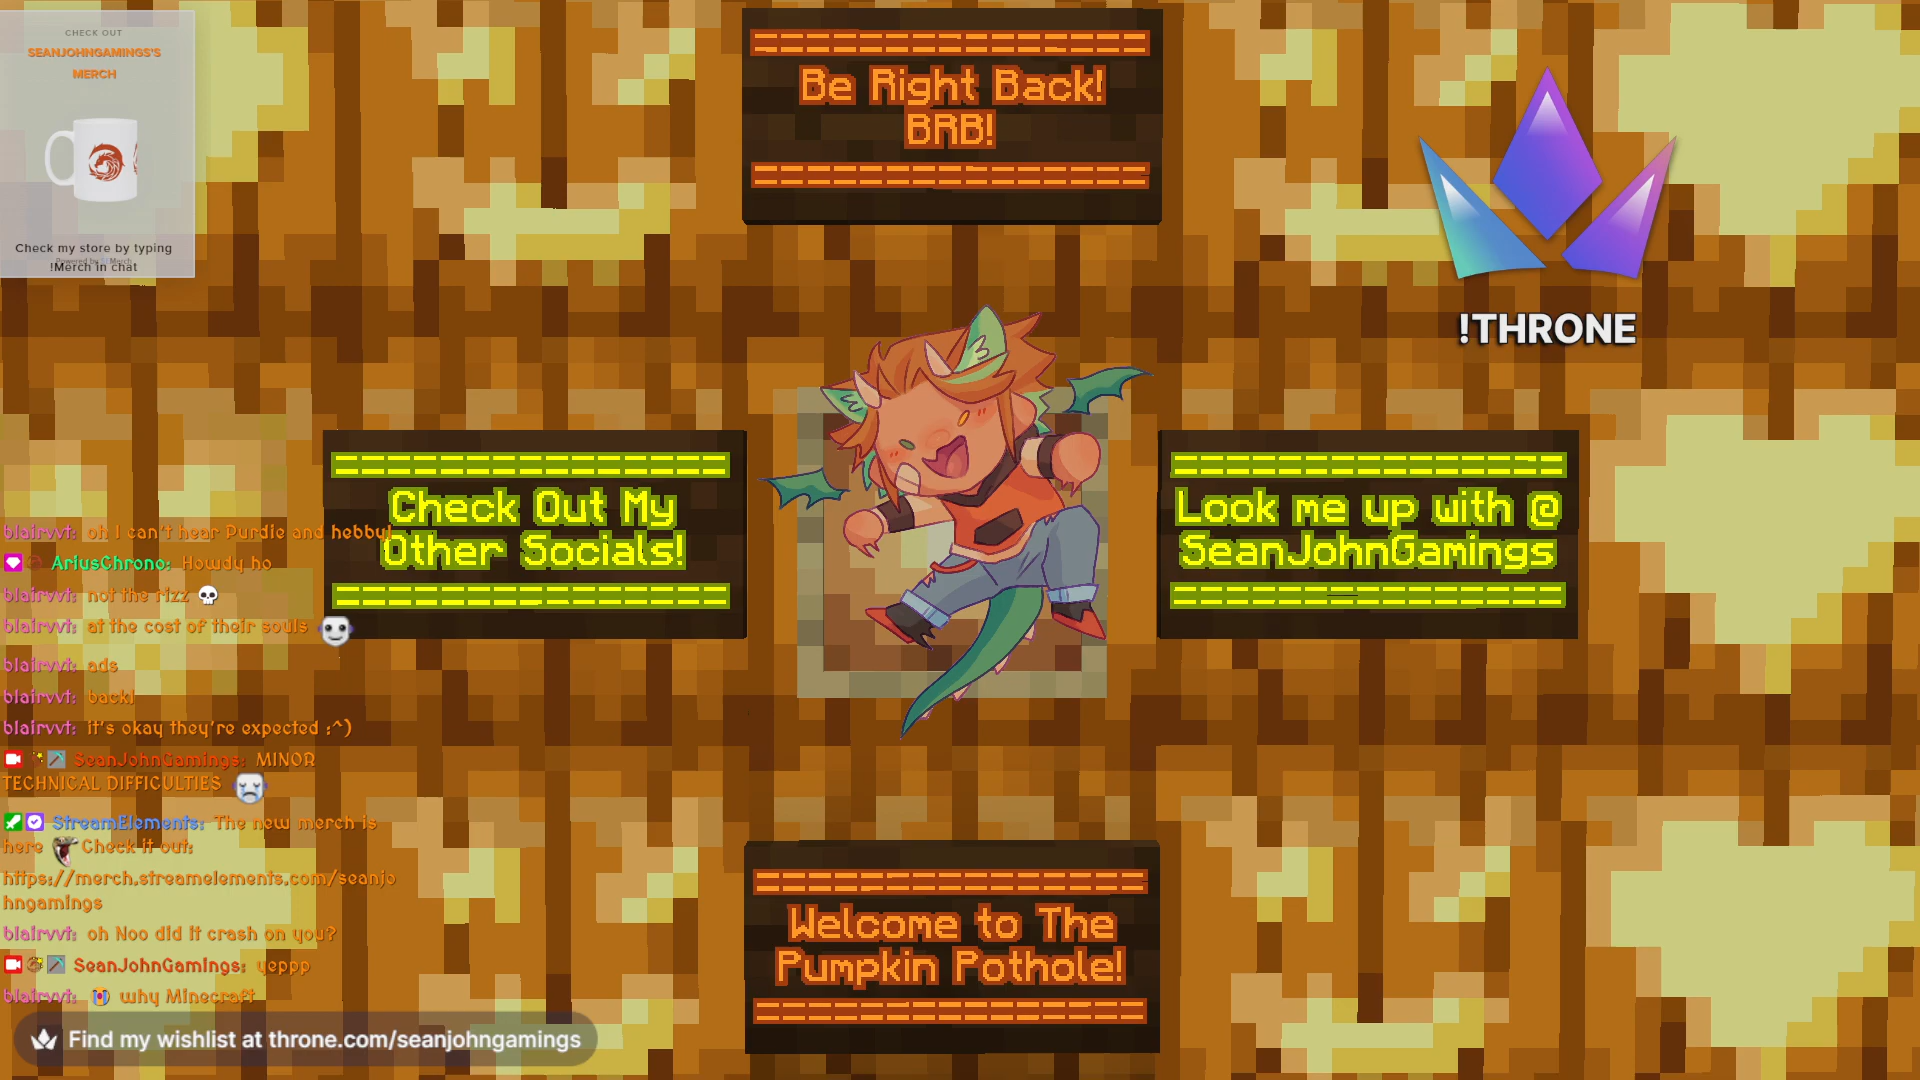 CHECK OUT
SEANJOHNGAMINGS'S
MERCH
Check my store by typing
Powered by SE Merch
!Merch in chat
Be Right Back!
BRB!
!THRONE
Check Out My
Other Socials!
Look me up with @
SeanJohnGamings
blairvvt: oh I can't hear Purdie and hebby!
AriusChrono: Howdy ho
blairvvt: not the rizz 💀
blairvvt: at the cost of their souls
blairvvt: ads
blairvvt: back!
blairvvt: it's okay they're expected :^)
SeanJohnGamings: MINOR
TECHNICAL DIFFICULTIES
StreamElements: The new merch is
here Check it out:
https://merch.streamelements.com/seanjo
hngamings
blairvvt: oh Noo did it crash on you?
SeanJohnGamings: yeppp
blairvvt: 😭 why Minecraft
Find my wishlist at throne.com/seanjohngamings
Welcome to The
Pumpkin Pothole!